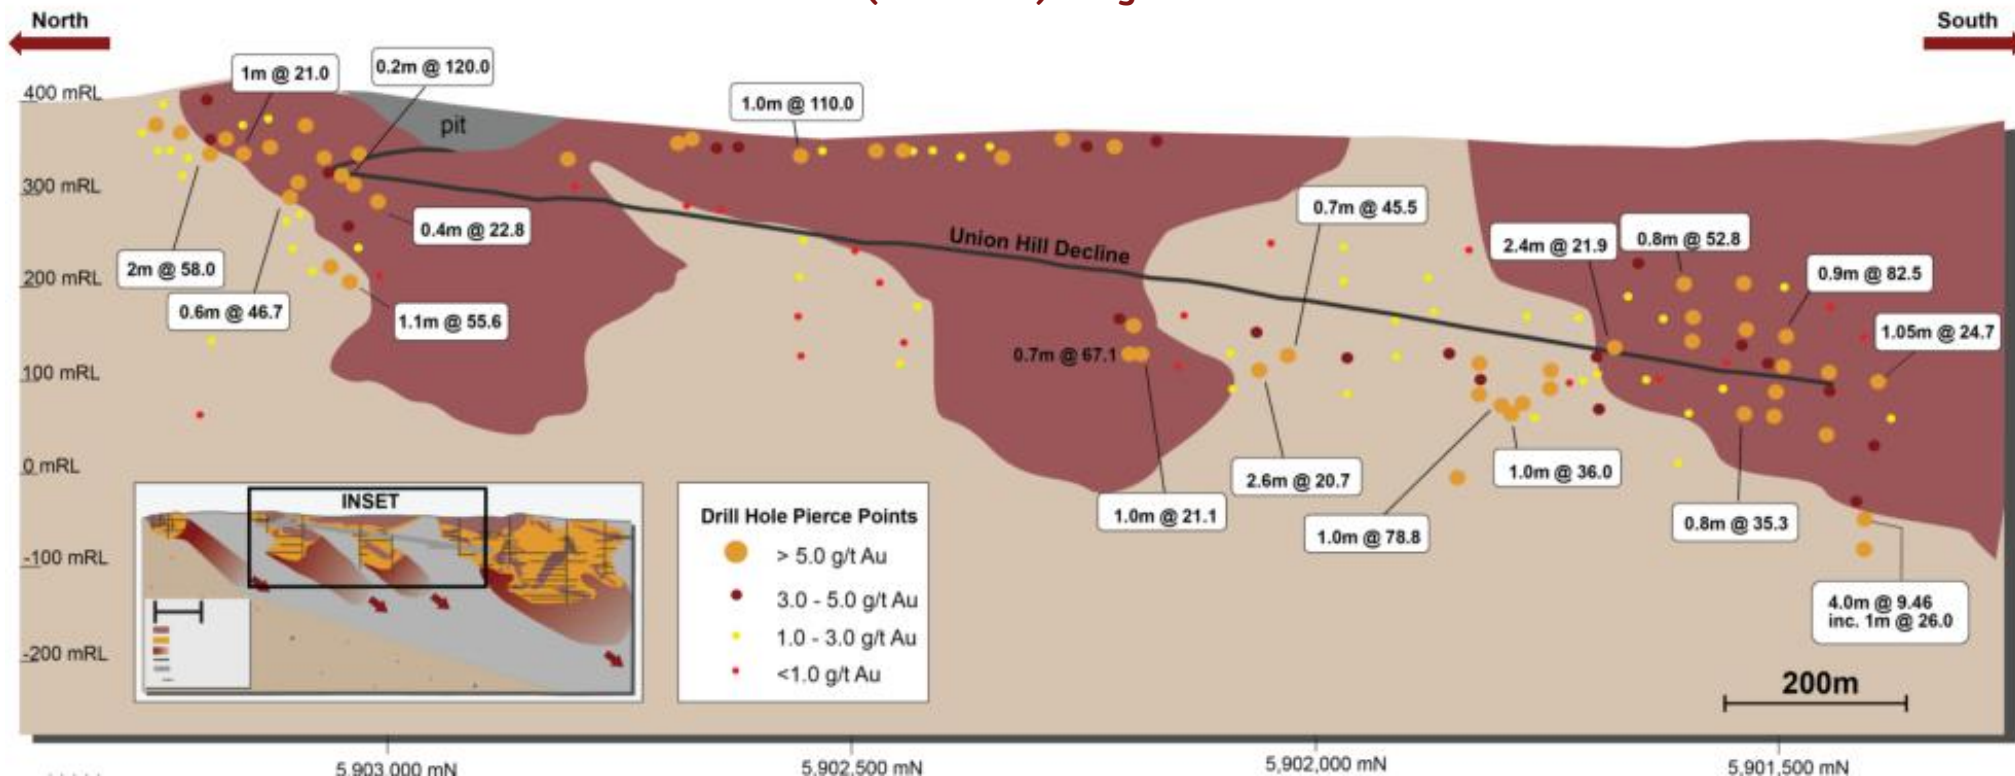 North
South
1m @ 21.0
0.2m @ 120.0
400 mRL
1.0m @ 110.0
pit
300 mRL
0.7m @ 45.5
0.4m @ 22.8
Union Hill Decline
2.4m @ 21.9
0.8m @ 52.8
2m @ 58.0
200 mRL
0.9m @ 82.5
0.6m @ 46.7
1.1m @ 55.6
1.05m @ 24.7
0.7m @ 67.1
100 mRL
0 mRL
2.6m @ 20.7
1.0m @ 36.0
1.0m @ 21.1
1.0m @ 78.8
0.8m @ 35.3
INSET
Drill Hole Pierce Points
> 5.0 g/t Au
3.0 - 5.0 g/t Au
1.0 - 3.0 g/t Au
<1.0 g/t Au
-100 mRL
4.0m @ 9.46
inc. 1m @ 26.0
-200 mRL
200m
5,903,000 mN
5,902,500 mN
5,902,000 mN
5,901,500 mN